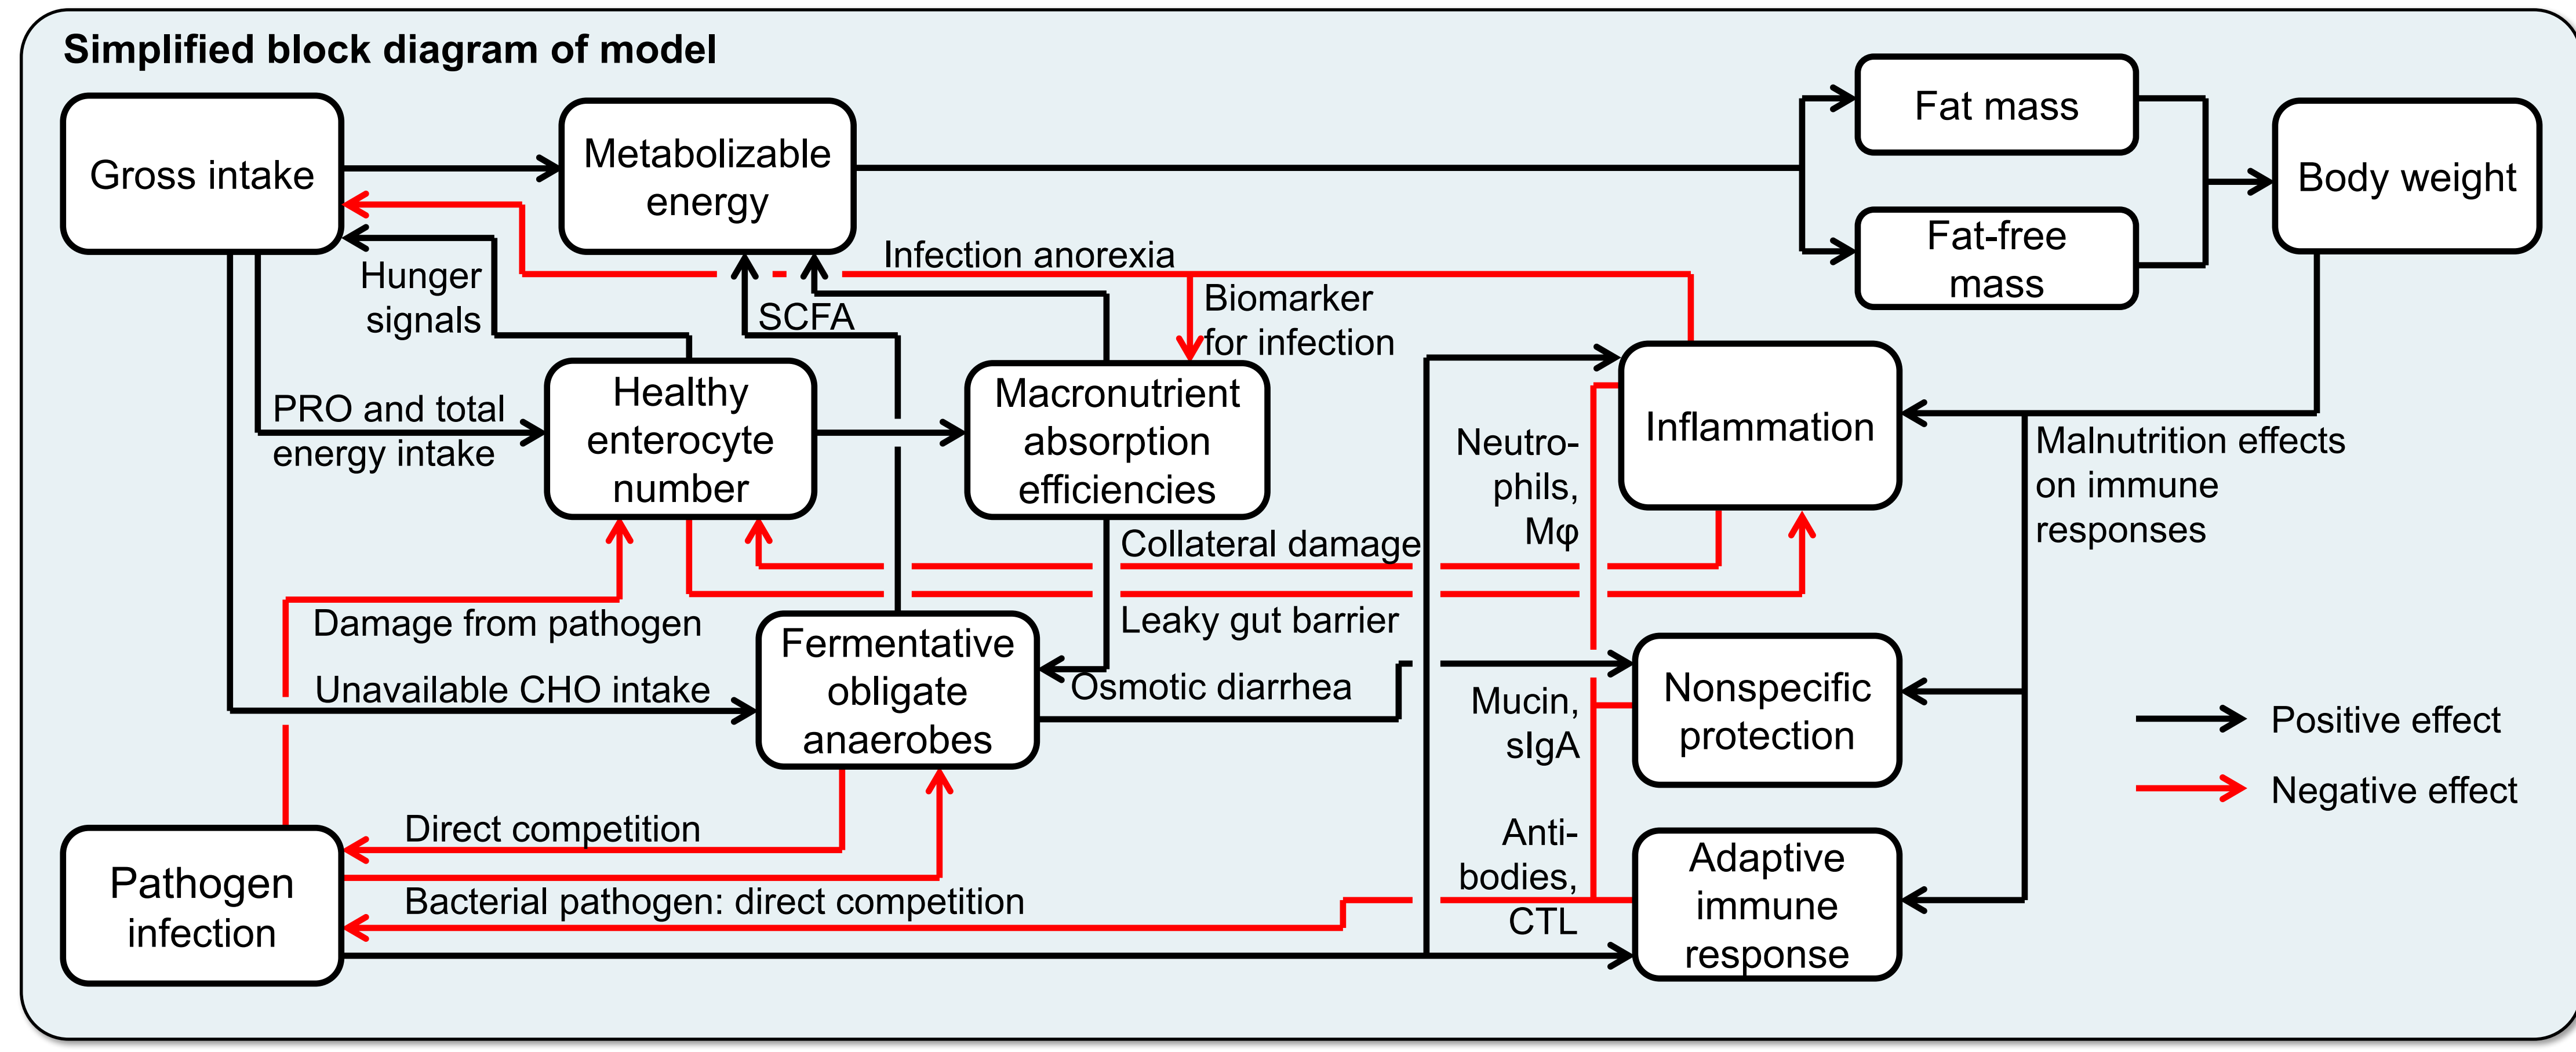 Simplified block diagram of model
Gross intake
Metabolizable
energy
Fat mass
Fat-free
mass
Body weight
Infection anorexia
Hunger
signals
SCFA
Biomarker
for infection
PRO and total
energy intake
Healthy
enterocyte
number
Macronutrient
absorption
efficiencies
Neutro-
phils,
Mφ
Inflammation
Malnutrition effects
on immune
responses
Collateral damage
Leaky gut barrier
Damage from pathogen
Unavailable CHO intake
Fermentative
obligate
anaerobes
Osmotic diarrhea
Mucin,
sIgA
Nonspecific
protection
Positive effect
Negative effect
Direct competition
Bacterial pathogen: direct competition
Pathogen
infection
Anti-
bodies,
CTL
Adaptive
immune
response